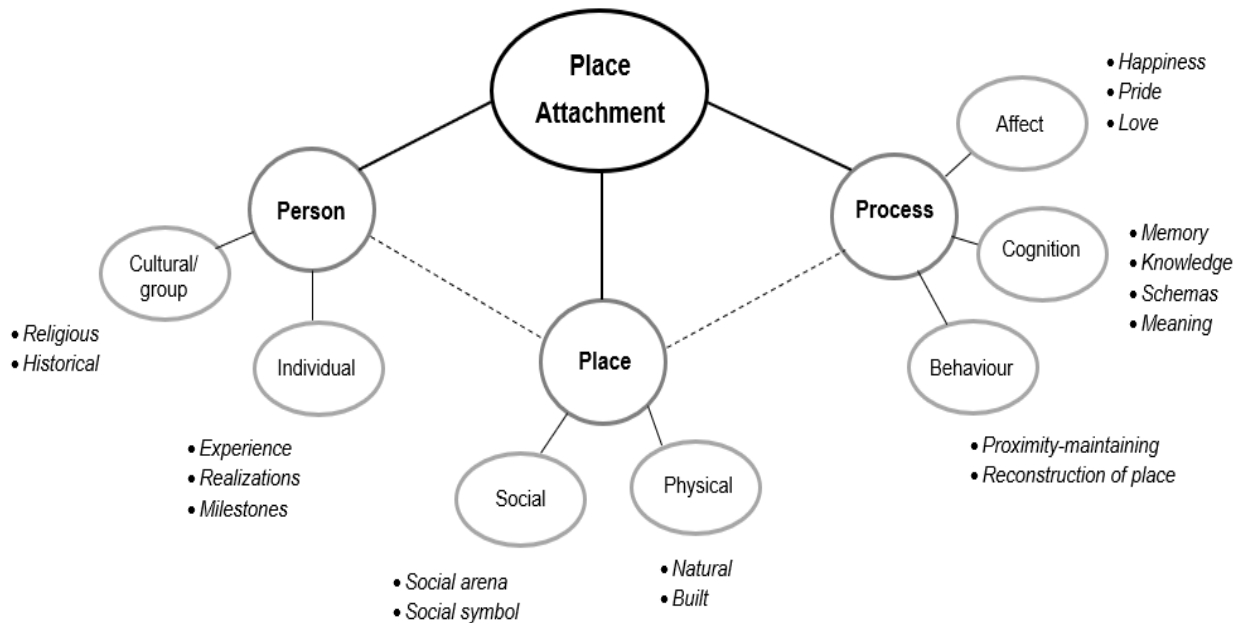 Place
Attachment
Person
Cultural/
group
• Religious
• Historical
Individual
• Experience
• Realizations
• Milestones
Place
Social
• Social arena
• Social symbol
Physical
• Natural
• Built
Process
Affect
• Happiness
• Pride
• Love
Cognition
• Memory
• Knowledge
• Schemas
• Meaning
Behaviour
• Proximity-maintaining
• Reconstruction of place